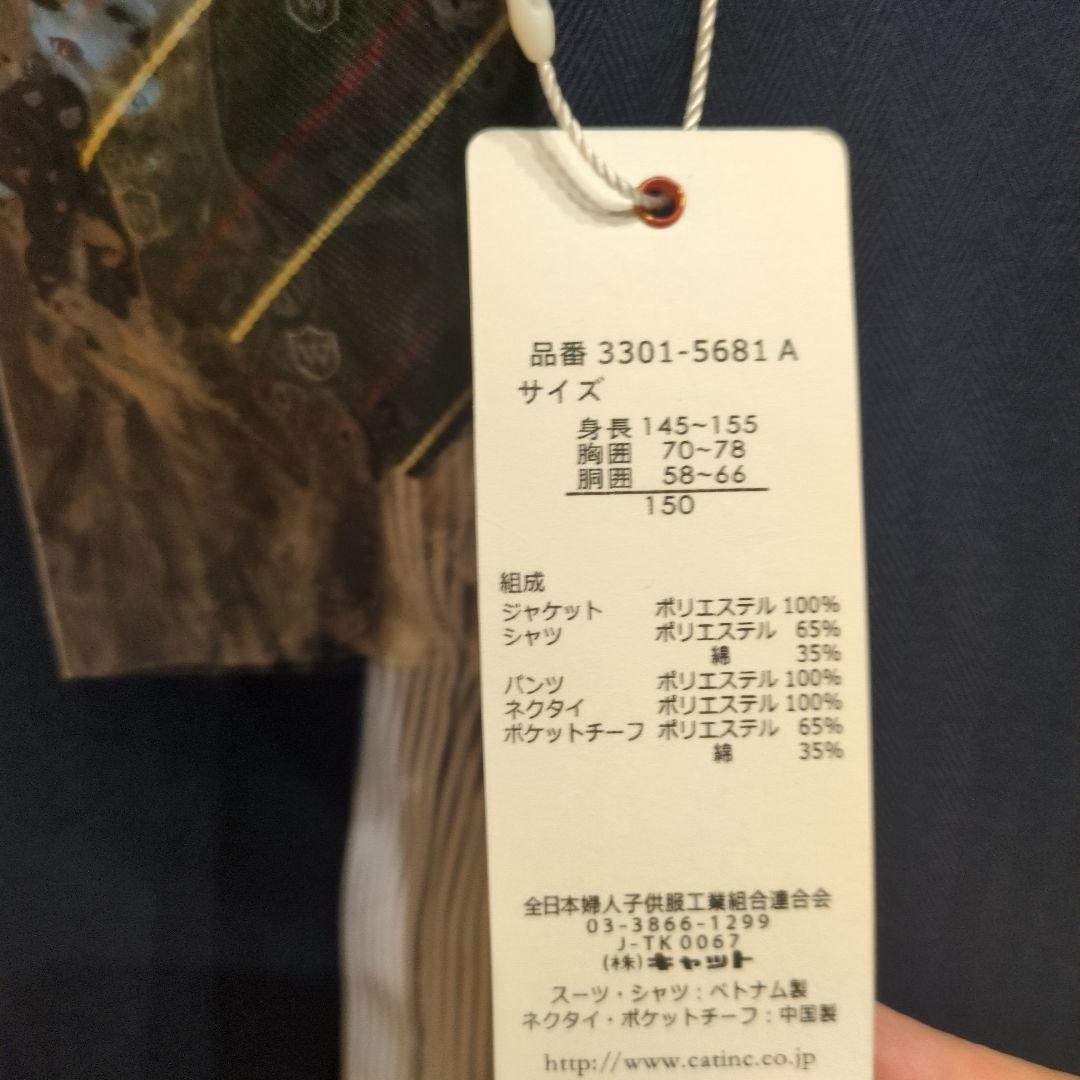 W
W
品番 3301-5681 A
サイズ
身長 145~155
胸囲 70~78
胴囲 58~66
150
組成
ジャケット ポリエステル 100%
シャツ ポリエステル 65%
綿 35%
パンツ ポリエステル 100%
ネクタイ ポリエステル 100%
ポケットチーフ ポリエステル 65%
綿 35%
全日本婦人子供服工業組合連合会
03-3866-1299
J-TK0067
(株)キャット
スーツ・シャツ:ベトナム製
ネクタイ・ポケットチーフ:中国製
http://www.catinc.co.jp